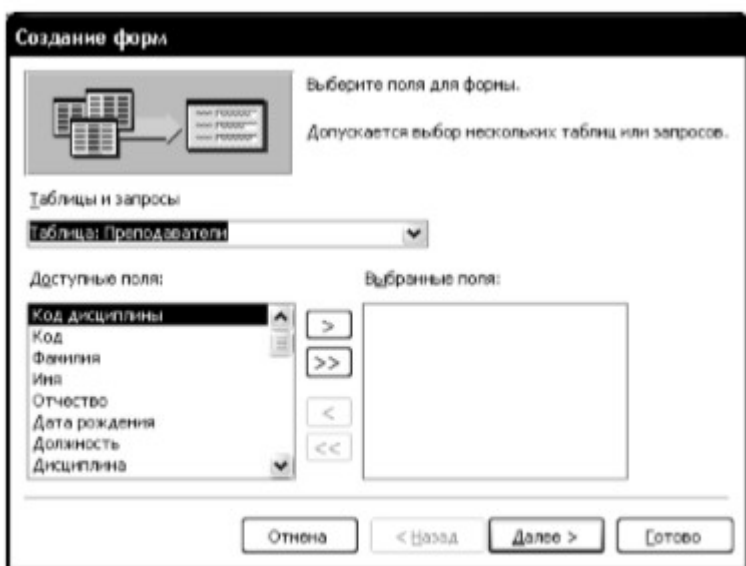 Создание форм
Выберите поля для формы.
Допускается выбор нескольких таблиц или запросов.
Таблицы и запросы
Таблица: Преподаватели
Доступные поля:
Выбранные поля:
Код дисциплины
Код
Фамилия
Имя
Отчество
Дата рождения
Должность
Дисциплина
>
>>
<
<<
Отмена
< Назад
Далее >
Готово